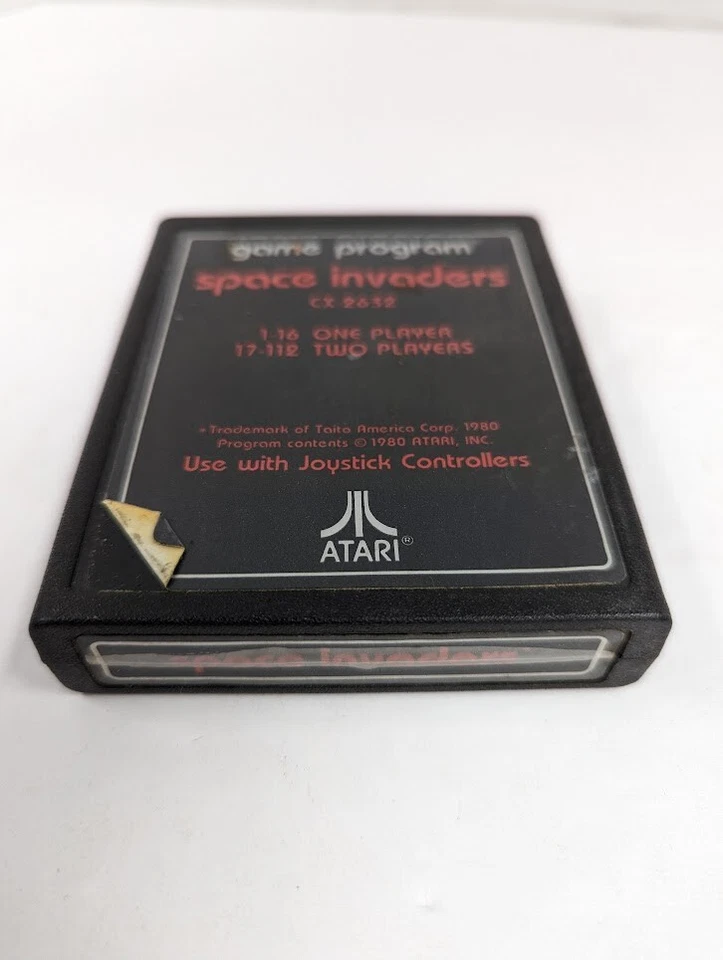 game program
space invaders
CX 2632
1-16 ONE PLAYER
17-112 TWO PLAYERS
*Trademark of Taito America Corp. 1980
Program contents © 1980 ATARI, INC.
Use with Joystick Controllers
ATARI®
space invaders